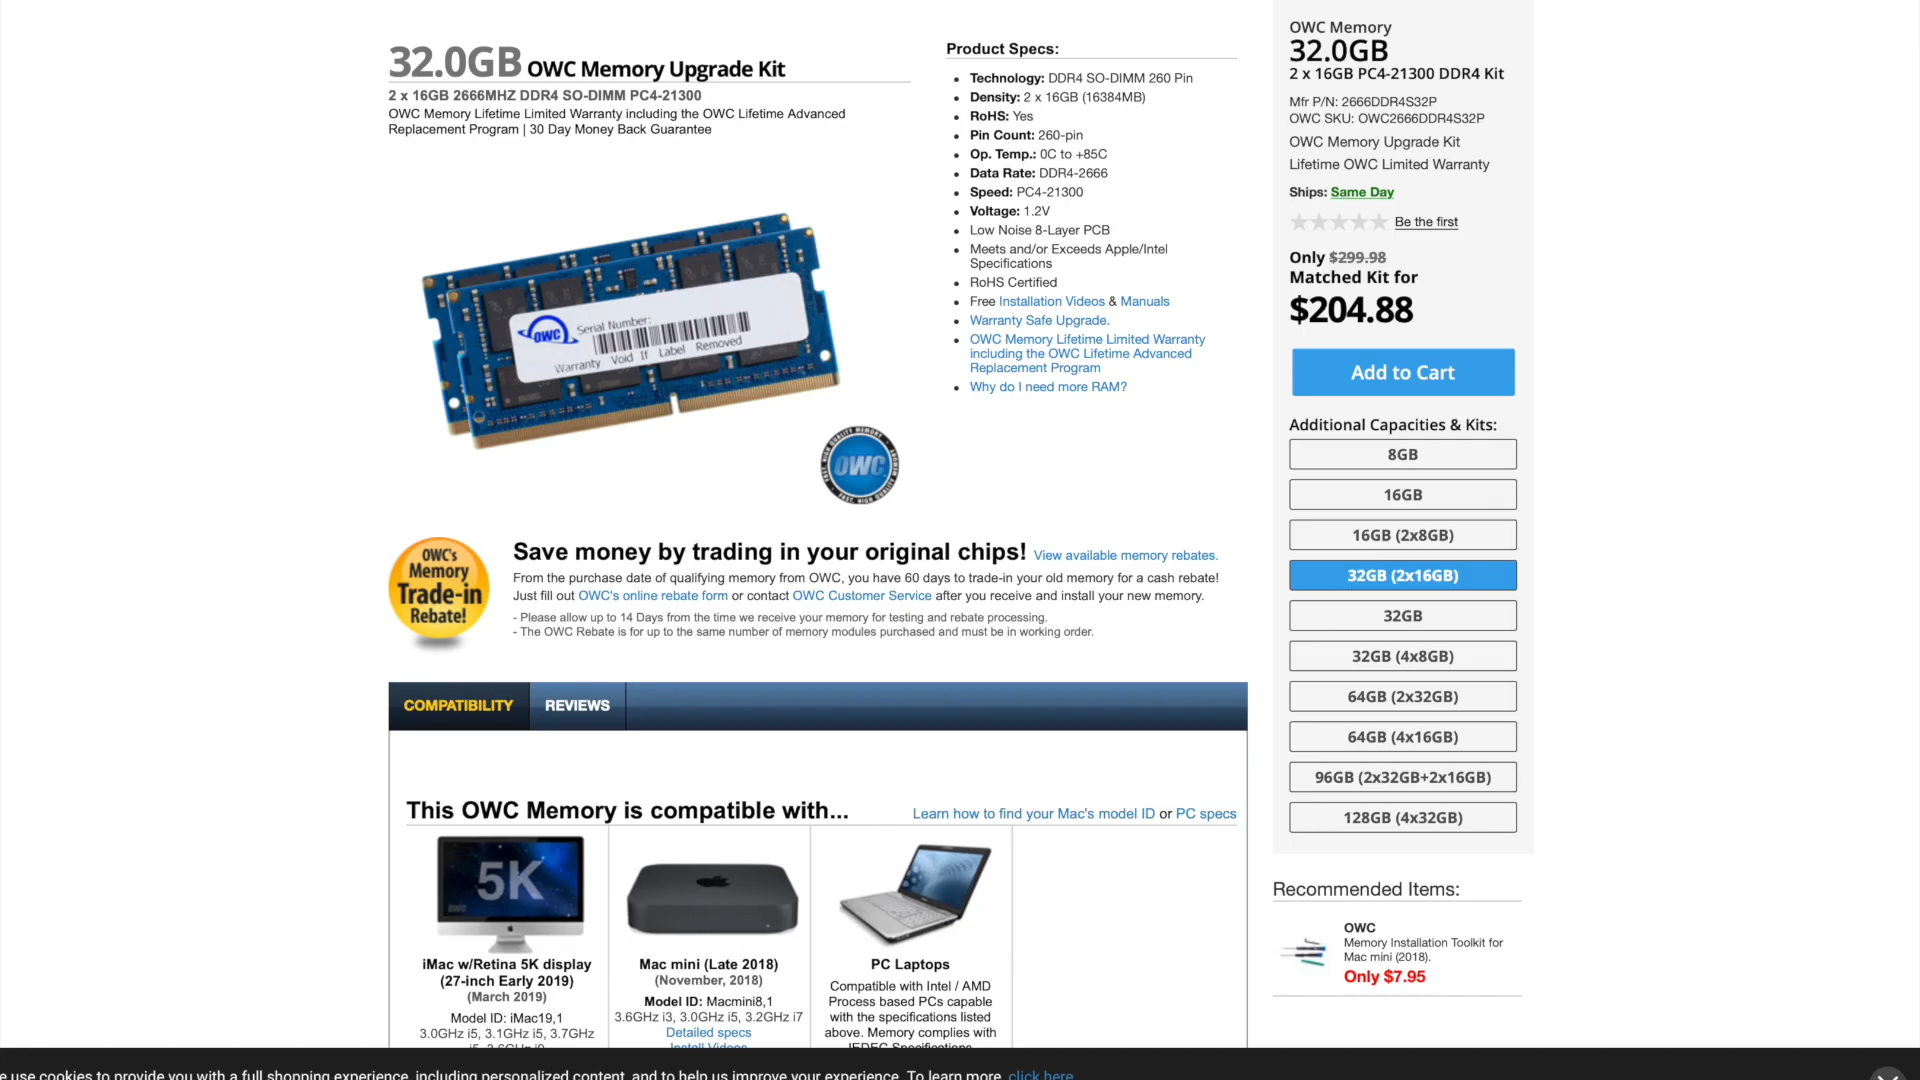 32.0GB OWC Memory Upgrade Kit
2 x 16GB 2666MHZ DDR4 SO-DIMM PC4-21300
OWC Memory Lifetime Limited Warranty including the OWC Lifetime Advanced
Replacement Program | 30 Day Money Back Guarantee
OWC
Serial Number:
Warranty Void If Label Removed
OWC
Product Specs:
Technology: DDR4 SO-DIMM 260 Pin
Density: 2 x 16GB (16384MB)
RoHS: Yes
Pin Count: 260-pin
Op. Temp.: 0C to +85C
Data Rate: DDR4-2666
Speed: PC4-21300
Voltage: 1.2V
Low Noise 8-Layer PCB
Meets and/or Exceeds Apple/Intel
Specifications
RoHS Certified
Free Installation Videos & Manuals
Warranty Safe Upgrade.
OWC Memory Lifetime Limited Warranty
including the OWC Lifetime Advanced
Replacement Program
Why do I need more RAM?
OWC's
Memory
Trade-in
Rebate!
Save money by trading in your original chips! View available memory rebates.
From the purchase date of qualifying memory from OWC, you have 60 days to trade-in your old memory for a cash rebate!
Just fill out OWC's online rebate form or contact OWC Customer Service after you receive and install your new memory.
- Please allow up to 14 Days from the time we receive your memory for testing and rebate processing.
- The OWC Rebate is for up to the same number of memory modules purchased and must be in working order.
COMPATIBILITY REVIEWS
This OWC Memory is compatible with... Learn how to find your Mac's model ID or PC specs
5K
OWC
iMac w/Retina 5K display
(27-inch Early 2019)
(March 2019)
Model ID: iMac19,1
3.0GHz i5, 3.1GHz i5, 3.7GHz
i5, 3.6GHz i9
Mac mini (Late 2018)
(November, 2018)
Model ID: Macmini8,1
3.6GHz i3, 3.0GHz i5, 3.2GHz i7
Detailed specs
Install Videos
PC Laptops
Compatible with Intel / AMD
Process based PCs capable
with the specifications listed
above. Memory complies with
JEDEC Specifications
OWC Memory
32.0GB
2 x 16GB PC4-21300 DDR4 Kit
Mfr P/N: 2666DDR4S32P
OWC SKU: OWC2666DDR4S32P
OWC Memory Upgrade Kit
Lifetime OWC Limited Warranty
Ships: Same Day
Be the first
Only $299.98
Matched Kit for
$204.88
Add to Cart
Additional Capacities & Kits:
8GB
16GB
16GB (2x8GB)
32GB (2x16GB)
32GB
32GB (4x8GB)
64GB (2x32GB)
64GB (4x16GB)
96GB (2x32GB+2x16GB)
128GB (4x32GB)
Recommended Items:
OWC
Memory Installation Toolkit for
Mac mini (2018).
Only $7.95
e use cookies to provide you with a full shopping experience, including personalized content, and to help us improve your experience. To learn more, click here